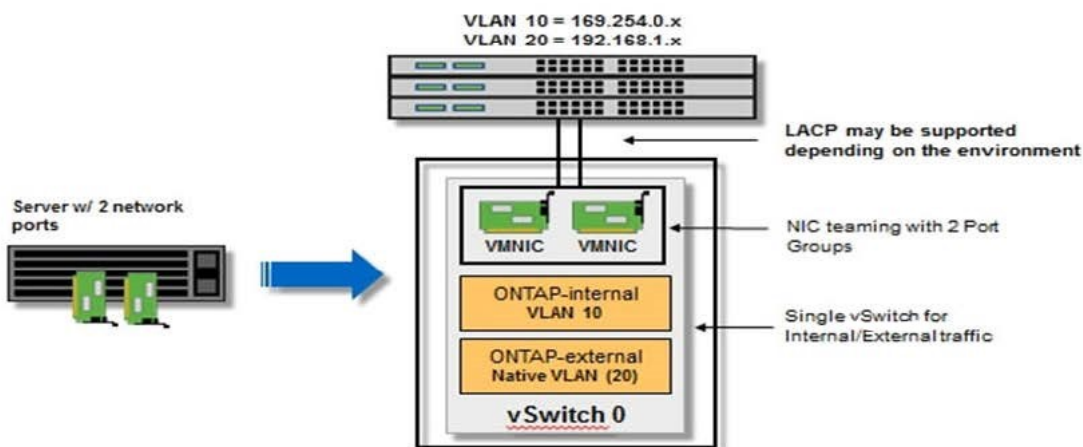 VLAN 10 = 169.254.0.x
VLAN 20 = 192.168.1.x
LACP may be supported
depending on the environment
Server w/ 2 network
ports
VMNIC
VMNIC
NIC teaming with 2 Port
Groups
ONTAP-internal
VLAN 10
Single vSwitch for
Internal/External traffic
ONTAP-external
Native VLAN (20)
vSwitch 0